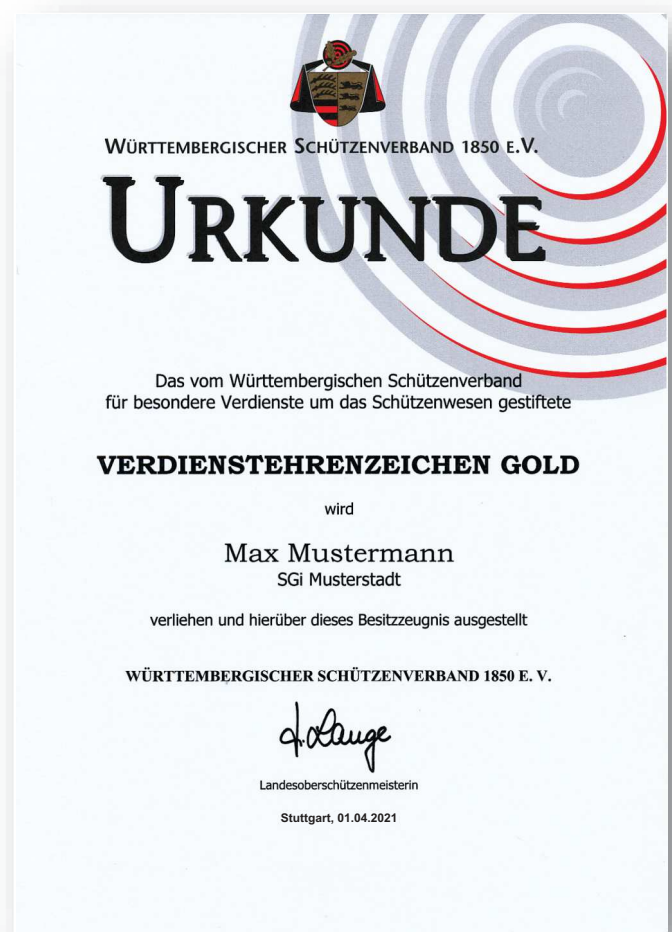 WÜRTTEMBERGISCHER SCHÜTZENVERBAND 1850 E.V.
URKUNDE
Das vom Württembergischen Schützenverband
für besondere Verdienste um das Schützenwesen gestiftete
VERDIENSTEHRENZEICHEN GOLD
wird
Max Mustermann
SGi Musterstadt
verliehen und hierüber dieses Besitzzeugnis ausgestellt
WÜRTTEMBERGISCHER SCHÜTZENVERBAND 1850 E. V.
Lange
Landesoberschützenmeisterin
Stuttgart, 01.04.2021